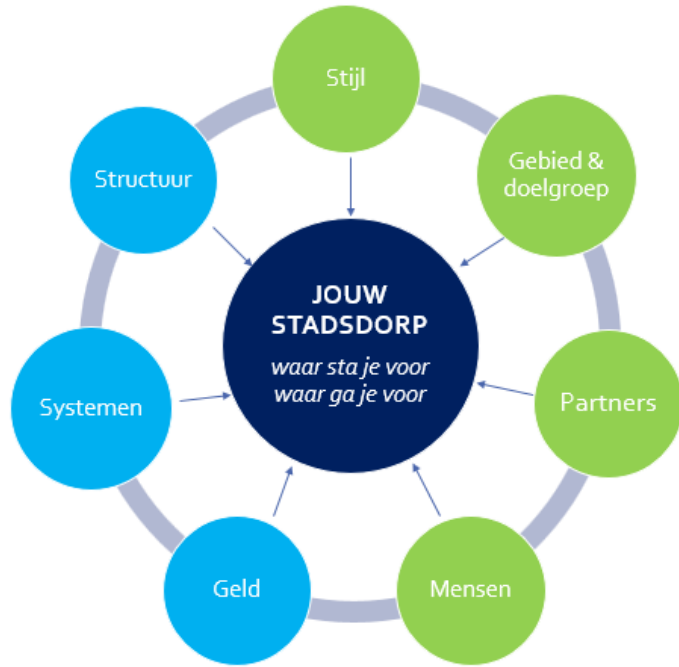 Stijl
Gebied &
doelgroep
Partners
Mensen
Geld
Systemen
Structuur
JOUW
STADSDORP
waar sta je voor
waar ga je voor